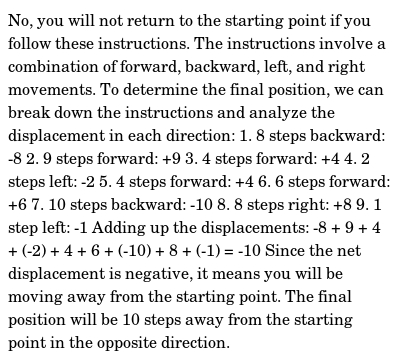 No, you will not return to the starting point if you
follow these instructions. The instructions involve a
combination of forward, backward, left, and right
movements. To determine the final position, we can
break down the instructions and analyze the
displacement in each direction: 1. 8 steps backward:
-8 2. 9 steps forward: +9 3. 4 steps forward: +4 4. 2
steps left: -2 5. 4 steps forward: +4 6. 6 steps forward:
+6 7. 10 steps backward: -10 8. 8 steps right: +8 9. 1
step left: -1 Adding up the displacements: -8 + 9 + 4
+ (-2) + 4 + 6 + (-10) + 8 + (-1) = -10 Since the net
displacement is negative, it means you will be
moving away from the starting point. The final
position will be 10 steps away from the starting
point in the opposite direction.